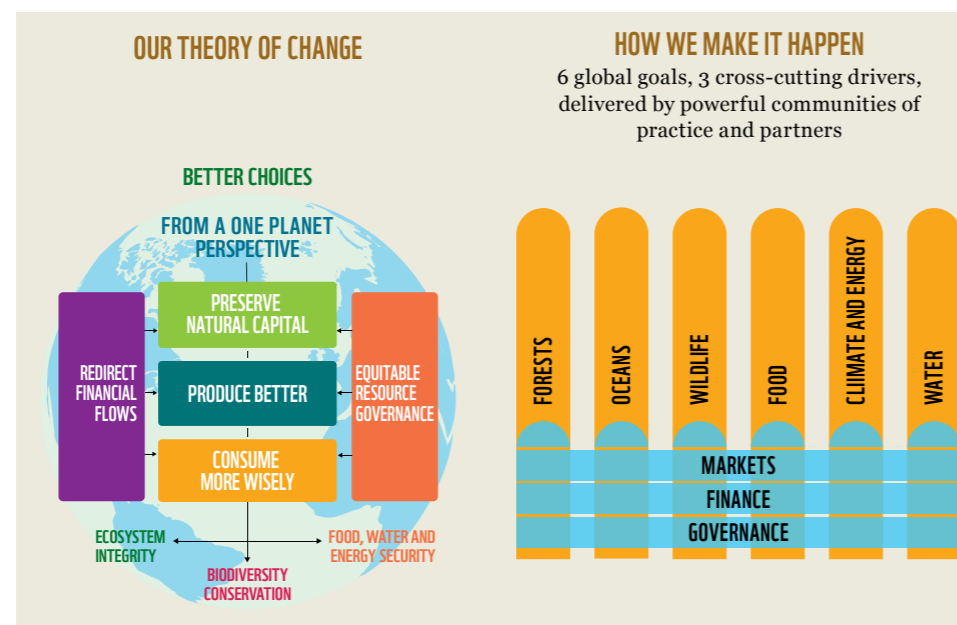 OUR THEORY OF CHANGE
BETTER CHOICES
FROM A ONE PLANET
PERSPECTIVE
REDIRECT
FINANCIAL
FLOWS
PRESERVE
NATURAL CAPITAL
PRODUCE BETTER
CONSUME
MORE WISELY
EQUITABLE
RESOURCE
GOVERNANCE
ECOSYSTEM
INTEGRITY
BIODIVERSITY
CONSERVATION
FOOD, WATER AND
ENERGY SECURITY
HOW WE MAKE IT HAPPEN
6 global goals, 3 cross-cutting drivers,
delivered by powerful communities of
practice and partners
FORESTS
OCEANS
WILDLIFE
FOOD
CLIMATE AND ENERGY
WATER
MARKETS
FINANCE
GOVERNANCE